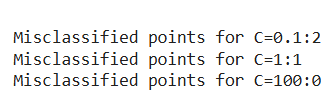 Misclassified points for C=0.1:2
Misclassified points for C=1:1
Misclassified points for C=100:0